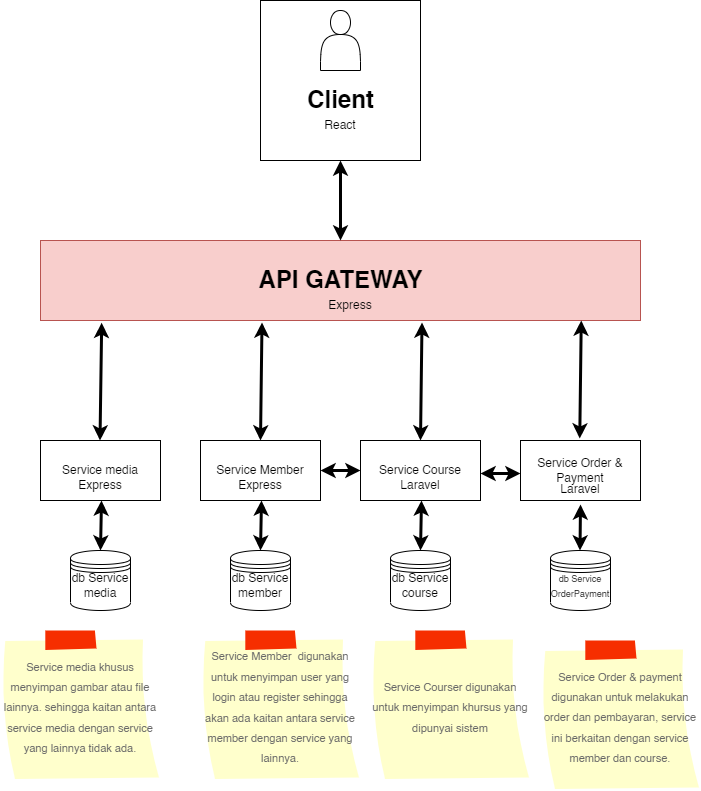 Client
React
API GATEWAY
Express
Service media
Express
Service Member
Express
Service Course
Laravel
Service Order &
Payment
Laravel
db Service
media
db Service
member
db Service
course
db Service
OrderPayment
Service media khusus
menyimpan gambar atau file
lainnya. sehingga kaitan antara
service media dengan service
yang lainnya tidak ada.
Service Member  digunakan
untuk menyimpan user yang
login atau register sehingga
akan ada kaitan antara service
member dengan service yang
lainnya.
Service Courser digunakan
untuk menyimpan khursus yang
dipunyai sistem
Service Order & payment
digunakan untuk melakukan
order dan pembayaran, service
ini berkaitan dengan service
member dan course.